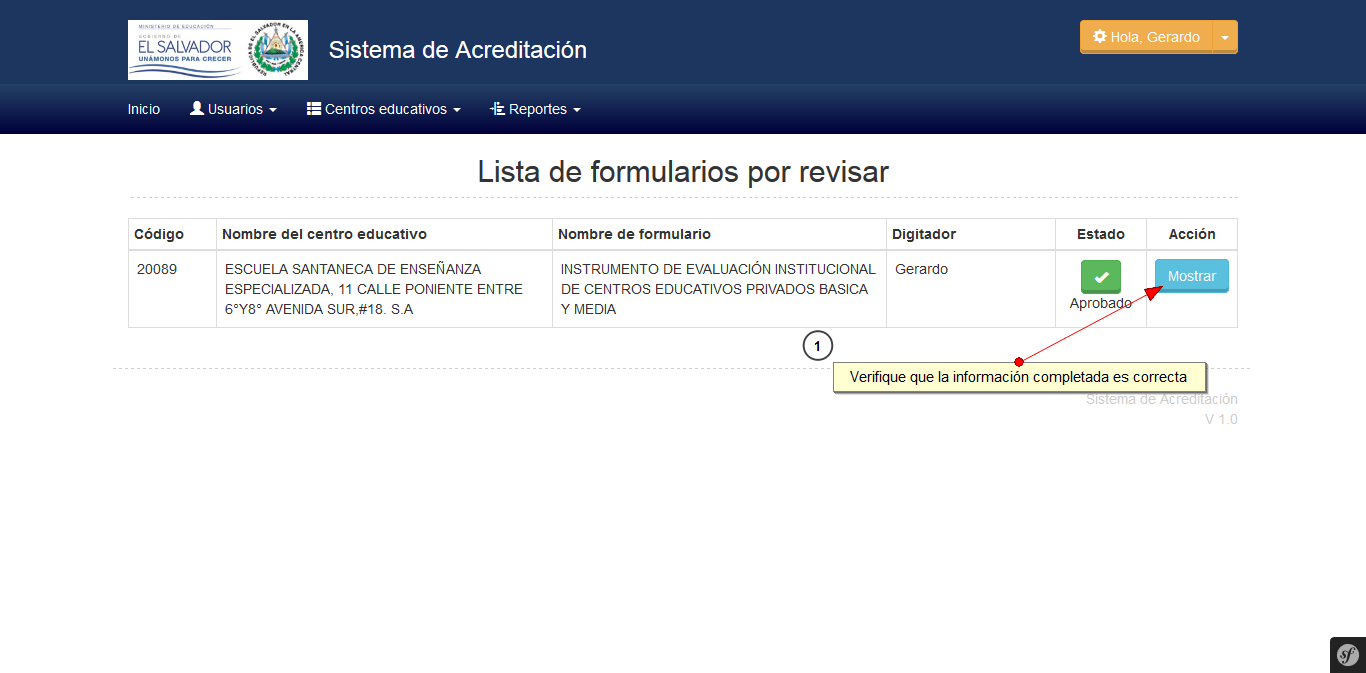 MINISTERIO DE EDUCACIÓN
GOBIERNO DE
EL SALVADOR
UNÁMONOS PARA CRECER
REPÚBLICA DE EL SALVADOR EN LA AMERICA CENTRAL
Sistema de Acreditación
Hola, Gerardo
Inicio Usuarios Centros educativos Reportes
Lista de formularios por revisar
Código Nombre del centro educativo Nombre de formulario Digitador Estado Acción
20089 ESCUELA SANTANECA DE ENSEÑANZA INSTRUMENTO DE EVALUACIÓN INSTITUCIONAL Gerardo Mostrar
ESPECIALIZADA, 11 CALLE PONIENTE ENTRE DE CENTROS EDUCATIVOS PRIVADOS BASICA
6°Y8° AVENIDA SUR,#18. S.A Y MEDIA Aprobado
1
Verifique que la información completada es correcta
Sistema de Acreditación
V 1.0
sf